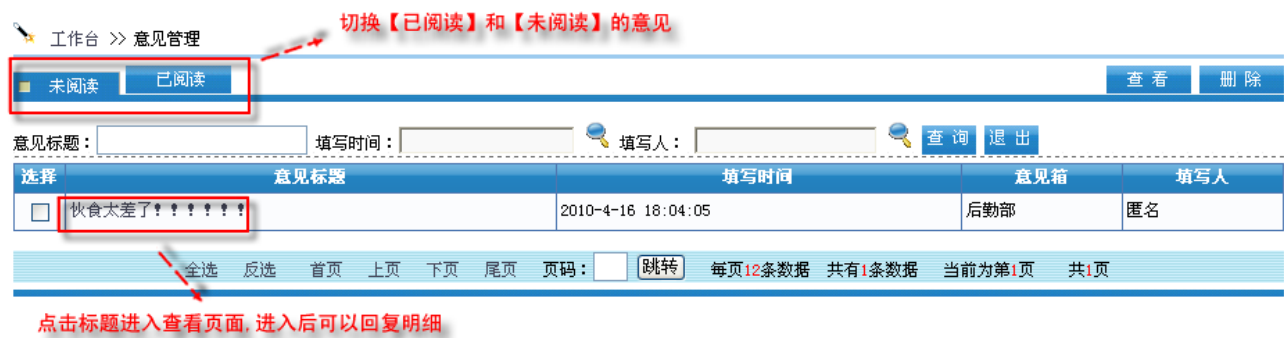 切换【已阅读】和【未阅读】的意见
工作台 >> 意见管理
未阅读 已阅读 查 看 删 除
意见标题： 填写时间： 填写人： 查 询 退 出
选择 意见标题 填写时间 意见箱 填写人
伙食太差了！！！！！！ 2010-4-16 18:04:05 后勤部 匿名
全选 反选 首页 上页 下页 尾页 页码： 跳转 每页12条数据 共有1条数据 当前为第1页 共1页
点击标题进入查看页面,进入后可以回复明细